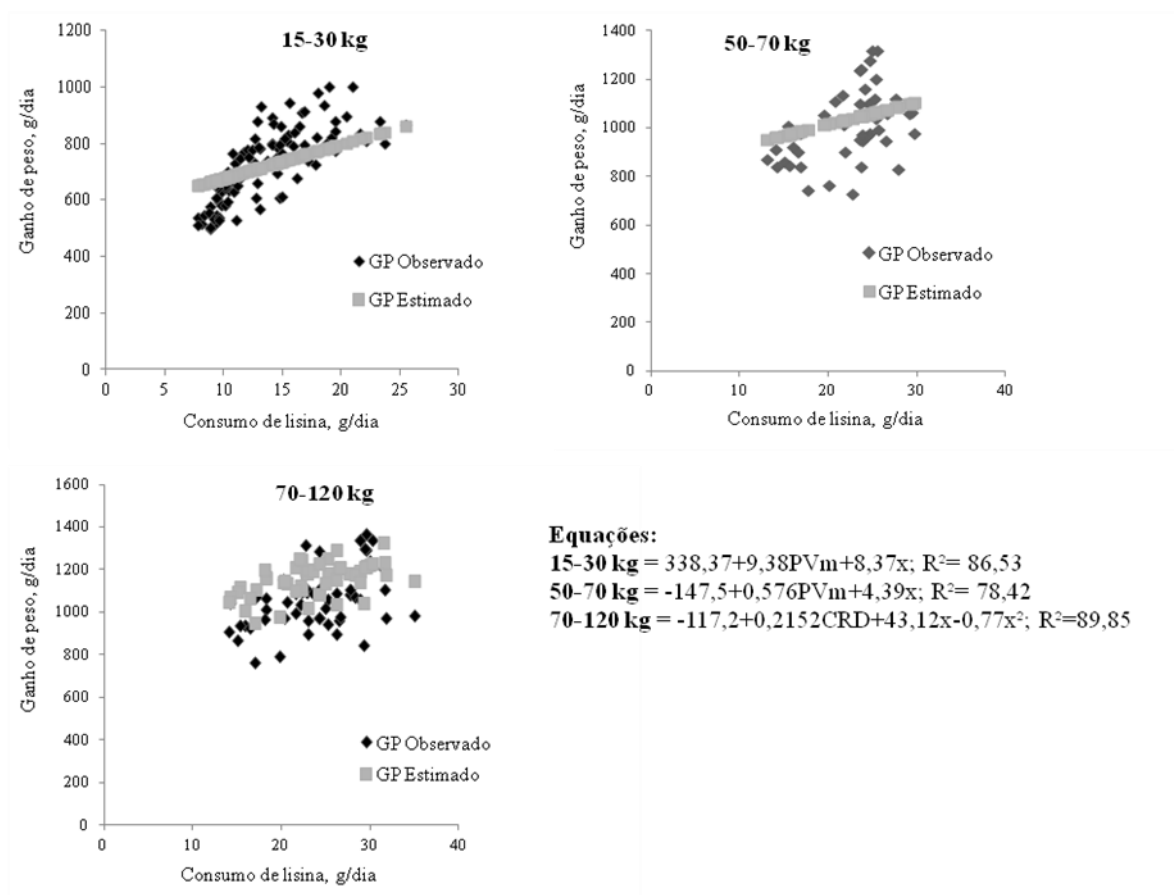 15-30 kg
Ganho de peso, g/dia
1200
1000
800
600
400
200
0
GP Observado
GP Estimado
0 5 10 15 20 25 30
Consumo de lisina, g/dia
50-70 kg
Ganho de peso, g/dia
1400
1200
1000
800
600
400
200
0
GP Observado
GP Estimado
0 10 20 30 40
Consumo de lisina, g/dia
70-120 kg
Ganho de peso, g/dia
1600
1400
1200
1000
800
600
400
200
0
GP Observado
GP Estimado
0 10 20 30 40
Consumo de lisina, g/dia
Equações:
15-30 kg = 338,37+9,38PVm+8,37x; R²= 86,53
50-70 kg = -147,5+0,576PVm+4,39x; R²= 78,42
70-120 kg = -117,2+0,2152CRD+43,12x-0,77x²; R²=89,85